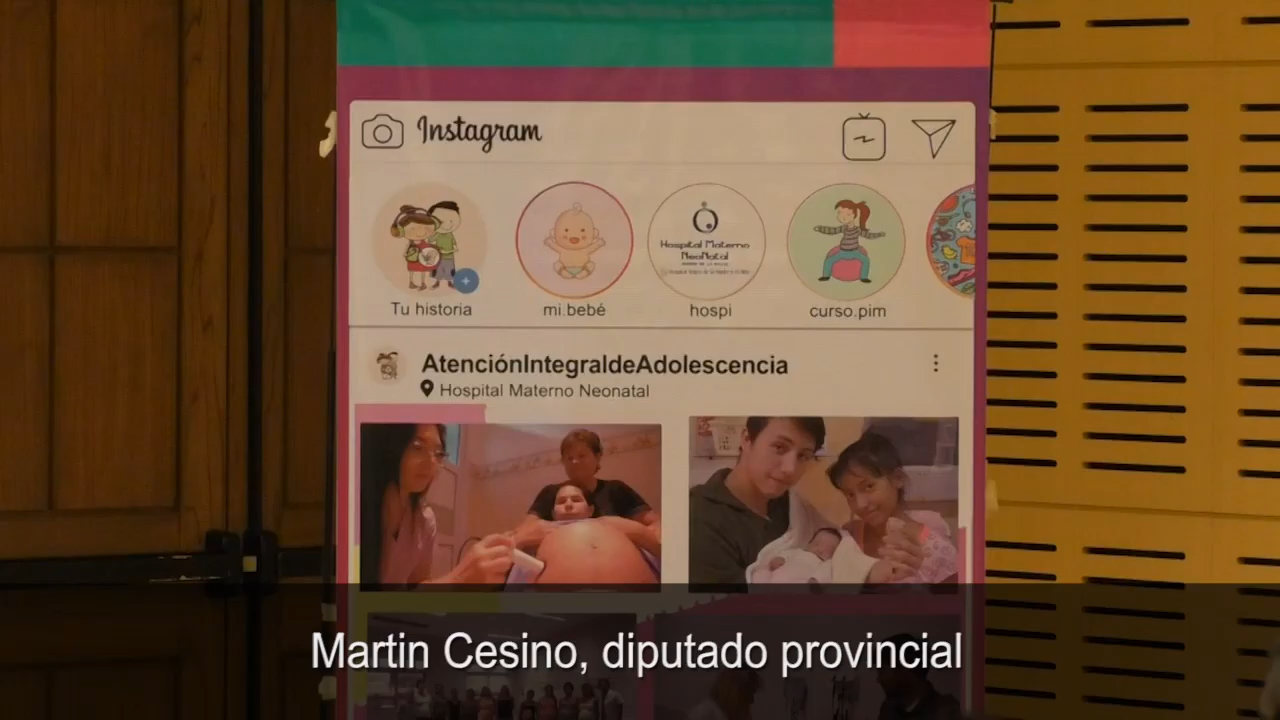 Instagram
Hospital Materno
NeoNatal
Tu historia
mi.bebé
hospi
curso.pim
AtenciónIntegraldeAdolescencia
Hospital Materno Neonatal
Martin Cesino, diputado provincial